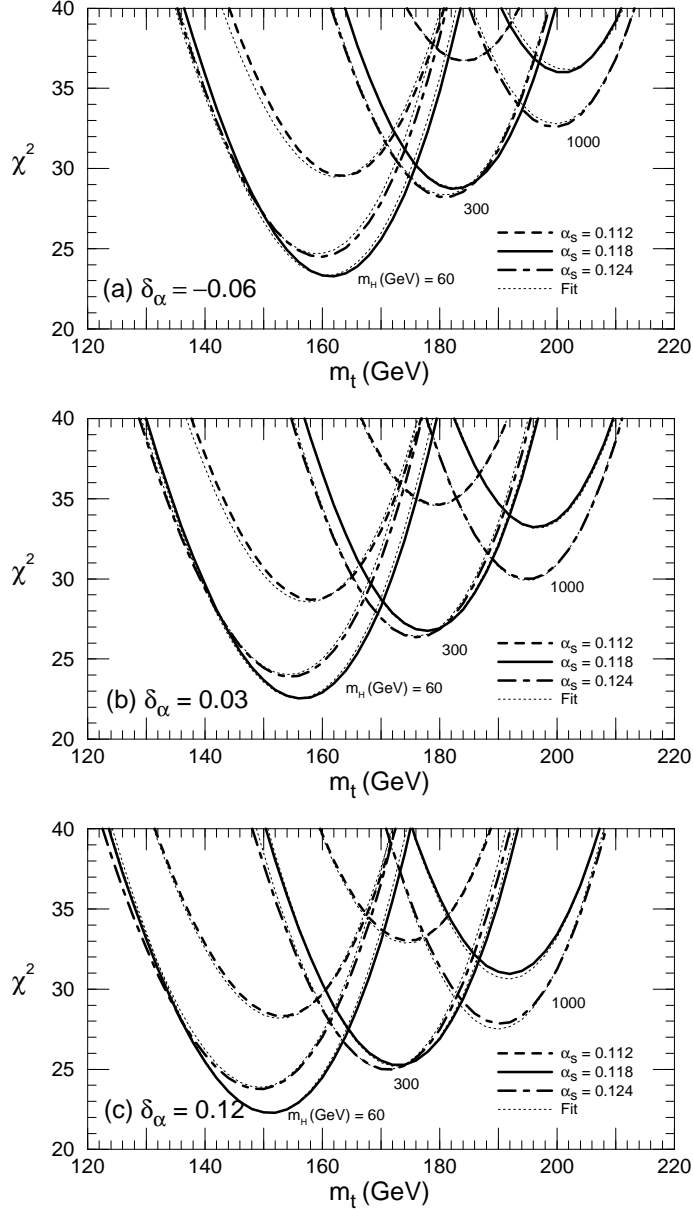 40
35
χ²
30
25
20
1000
300
α_s = 0.112
α_s = 0.118
α_s = 0.124
Fit
m_H (GeV) = 60
(a) δ_α = −0.06
120 140 160 180 200 220
m_t (GeV)
40
35
χ²
30
25
20
1000
300
α_s = 0.112
α_s = 0.118
α_s = 0.124
Fit
m_H (GeV) = 60
(b) δ_α = 0.03
120 140 160 180 200 220
m_t (GeV)
40
35
χ²
30
25
20
1000
300
α_s = 0.112
α_s = 0.118
α_s = 0.124
Fit
m_H (GeV) = 60
(c) δ_α = 0.12
120 140 160 180 200 220
m_t (GeV)